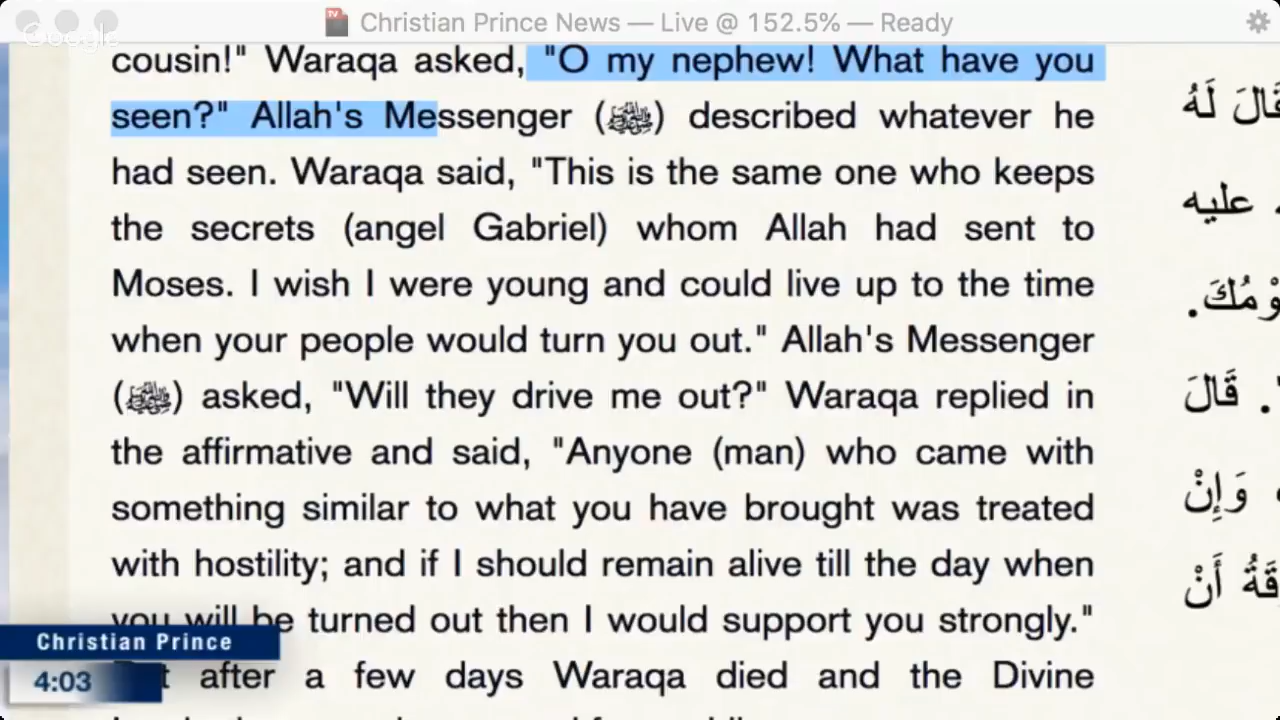 Google
Christian Prince News — Live @ 152.5% — Ready
cousin!" Waraqa asked, "O my nephew! What have you
seen?" Allah's Messenger (ﷺ) described whatever he
had seen. Waraqa said, "This is the same one who keeps
the secrets (angel Gabriel) whom Allah had sent to
Moses. I wish I were young and could live up to the time
when your people would turn you out." Allah's Messenger
(ﷺ) asked, "Will they drive me out?" Waraqa replied in
the affirmative and said, "Anyone (man) who came with
something similar to what you have brought was treated
with hostility; and if I should remain alive till the day when
you will be turned out then I would support you strongly."
after a few days Waraqa died and the Divine
قَالَ لَهُ
عليه
. قَالَ
وَإِنْ
أَنْ
Christian Prince
4:03